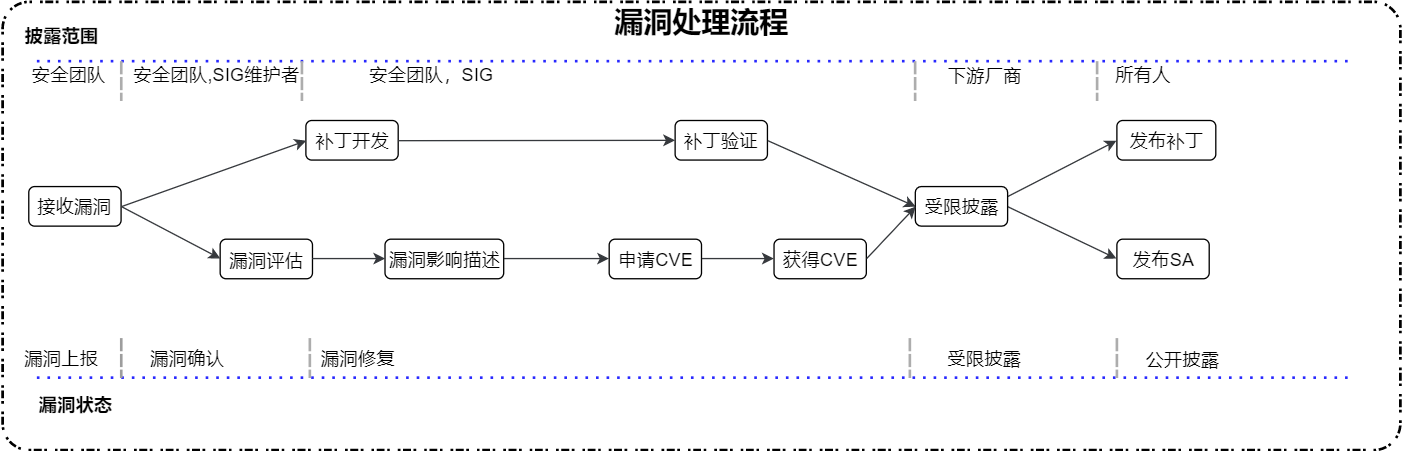 漏洞处理流程
披露范围
安全团队
安全团队,SIG维护者
安全团队，SIG
下游厂商
所有人
补丁开发
补丁验证
发布补丁
接收漏洞
受限披露
漏洞评估
漏洞影响描述
申请CVE
获得CVE
发布SA
漏洞上报
漏洞确认
漏洞修复
受限披露
公开披露
漏洞状态